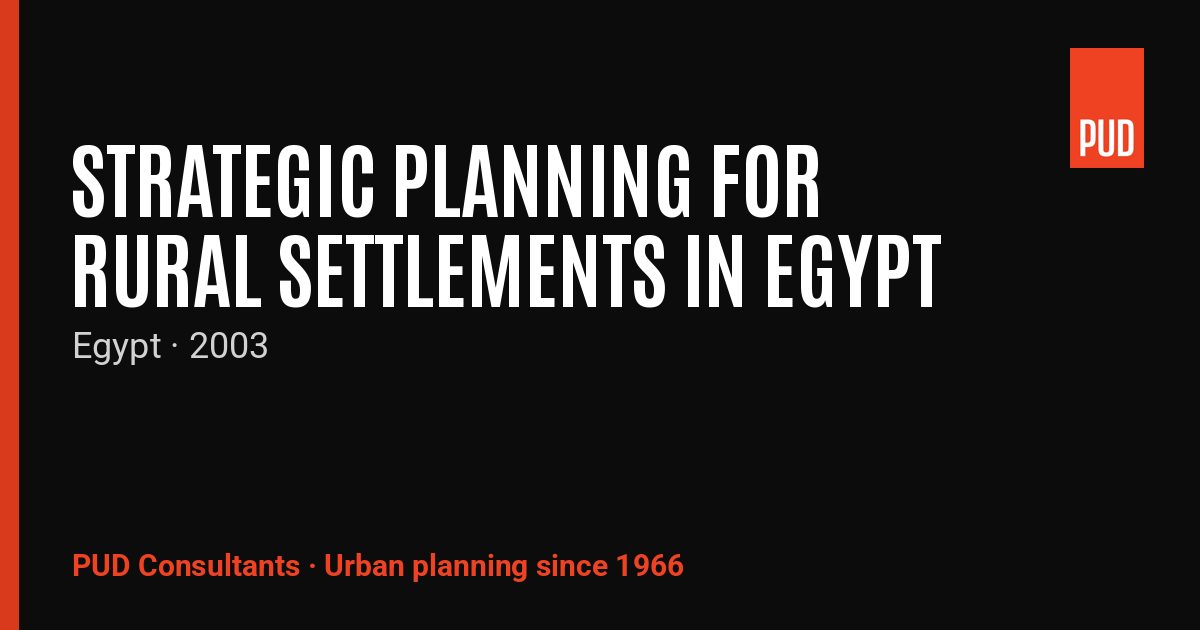 PUD
STRATEGIC PLANNING FOR
RURAL SETTLEMENTS IN EGYPT
Egypt · 2003
PUD Consultants · Urban planning since 1966